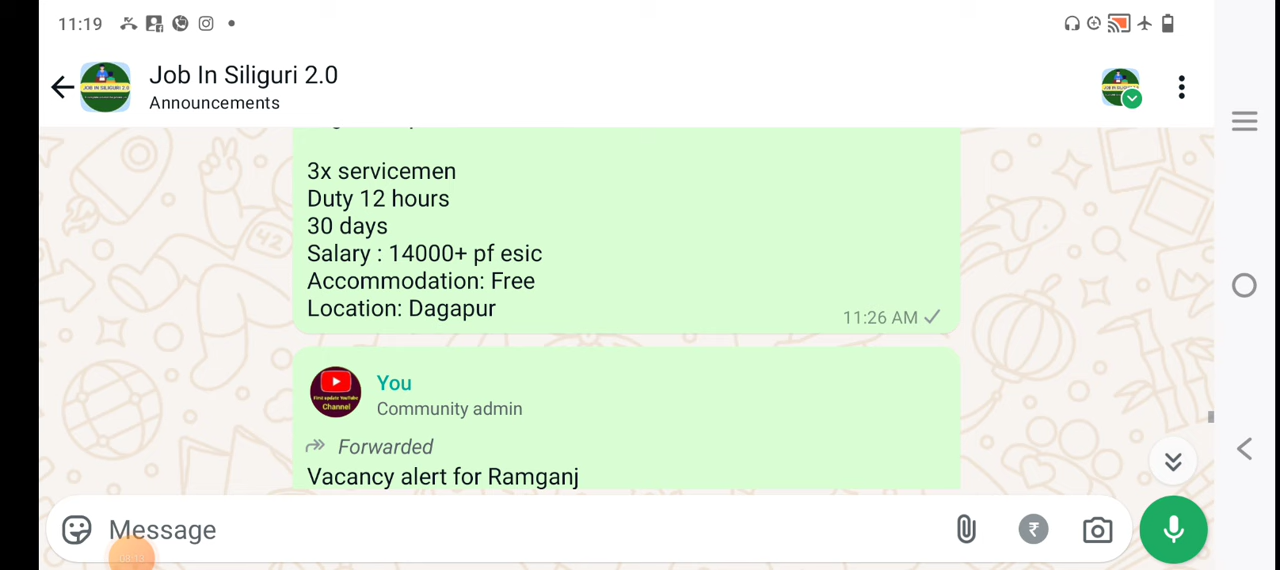 11:19
Job In Siliguri 2.0
Announcements
3x servicemen
Duty 12 hours
30 days
Salary : 14000+ pf esic
Accommodation: Free
Location: Dagapur
11:26 AM
You
Community admin
Forwarded
Vacancy alert for Ramganj
Message